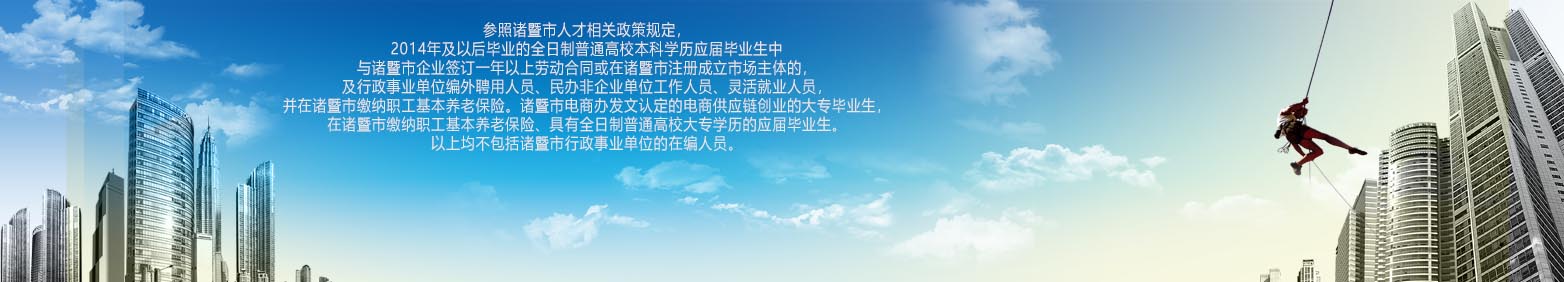 参照诸暨市人才相关政策规定，
2014年及以后毕业的全日制普通高校本科学历应届毕业生中
与诸暨市企业签订一年以上劳动合同或在诸暨市注册成立市场主体的，
及行政事业单位编外聘用人员、民办非企业单位工作人员、灵活就业人员，
并在诸暨市缴纳职工基本养老保险。诸暨市电商办发文认定的电商供应链创业的大专毕业生，
在诸暨市缴纳职工基本养老保险、具有全日制普通高校大专学历的应届毕业生。
以上均不包括诸暨市行政事业单位的在编人员。